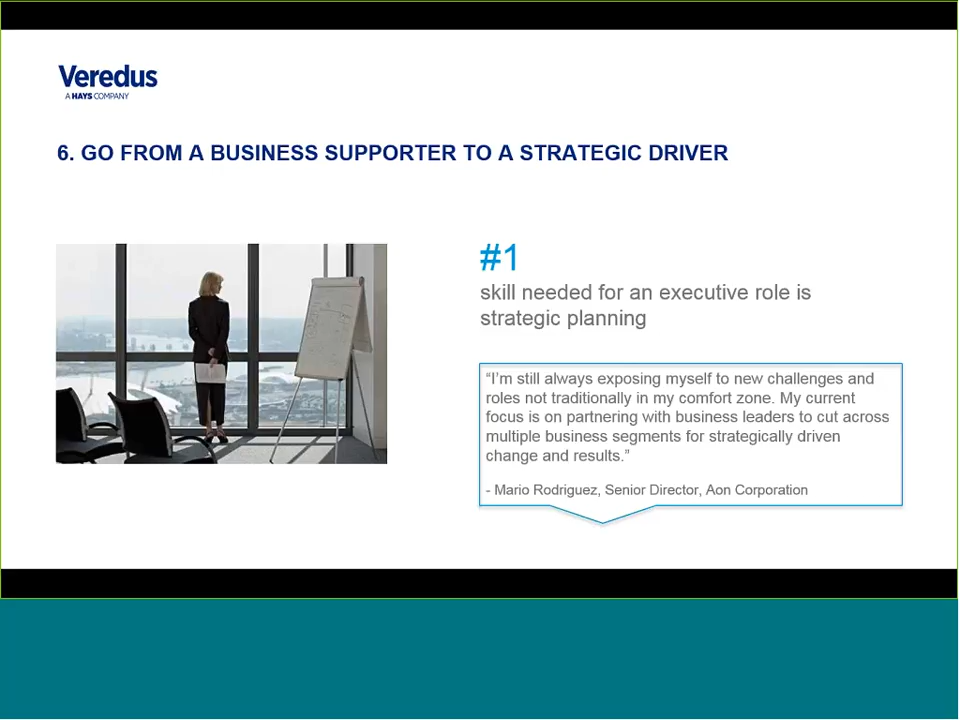 Veredus
A HAYS COMPANY
6. GO FROM A BUSINESS SUPPORTER TO A STRATEGIC DRIVER
#1
skill needed for an executive role is
strategic planning
“I’m still always exposing myself to new challenges and
roles not traditionally in my comfort zone. My current
focus is on partnering with business leaders to cut across
multiple business segments for strategically driven
change and results.”
- Mario Rodriguez, Senior Director, Aon Corporation